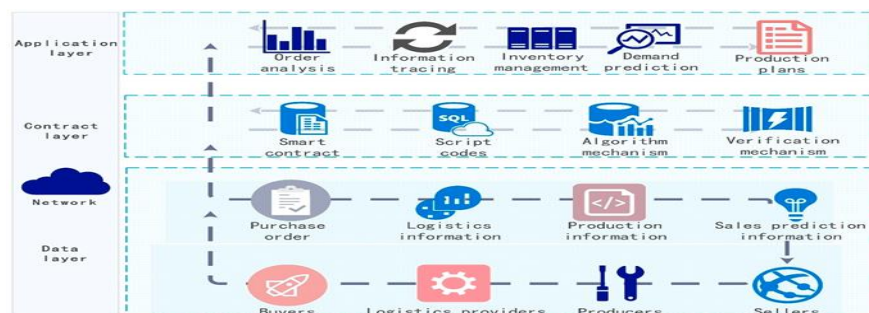 Application
layer
Order
analysis
Information
tracing
Inventory
management
Demand
prediction
Production
plans
Contract
layer
Smart
contract
SQL
Script
codes
Algorithm
mechanism
Verification
mechanism
Network
Data
layer
Purchase
order
Logistics
information
</>
Production
information
Sales prediction
information
Buyers
Logistics providers
Producers
Sellers